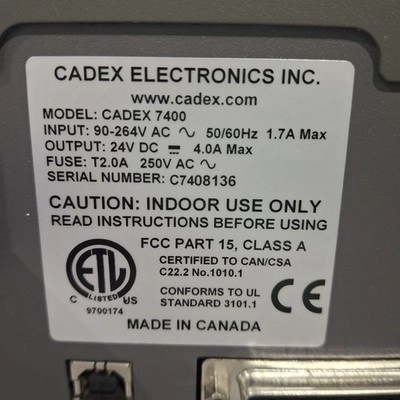 CADEX ELECTRONICS INC.
www.cadex.com
MODEL: CADEX 7400
INPUT: 90-264V AC ∿ 50/60Hz 1.7A Max
OUTPUT: 24V DC ⎓ 4.0A Max
FUSE: T2.0A 250V AC ∿
SERIAL NUMBER: C7408136
CAUTION: INDOOR USE ONLY
READ INSTRUCTIONS BEFORE USING
FCC PART 15, CLASS A
CERTIFIED TO CAN/CSA
C22.2 No.1010.1
CONFORMS TO UL
STANDARD 3101.1
ETL
LISTED
C US
9700174
CE
MADE IN CANADA